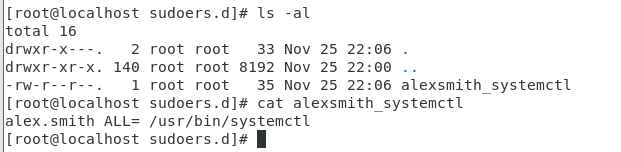 [root@localhost sudoers.d]# ls -al
total 16
drwxr-x---.   2 root root   33 Nov 25 22:06 .
drwxr-xr-x. 140 root root 8192 Nov 25 22:00 ..
-rw-r--r--.   1 root root   35 Nov 25 22:06 alexsmith_systemctl
[root@localhost sudoers.d]# cat alexsmith_systemctl
alex.smith ALL= /usr/bin/systemctl
[root@localhost sudoers.d]#